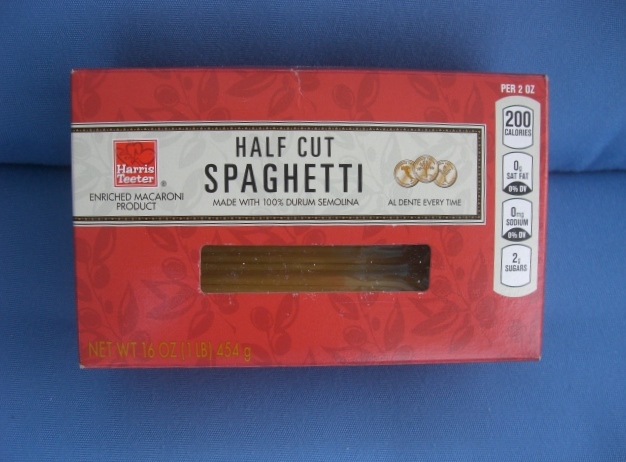 PER 2 OZ
200
CALORIES
0g
SAT FAT
0% DV
0mg
SODIUM
0% DV
2g
SUGARS
Harris
Teeter
®
ENRICHED MACARONI
PRODUCT
HALF CUT
SPAGHETTI
MADE WITH 100% DURUM SEMOLINA
AL DENTE EVERY TIME
NET WT 16 OZ (1 LB) 454 g